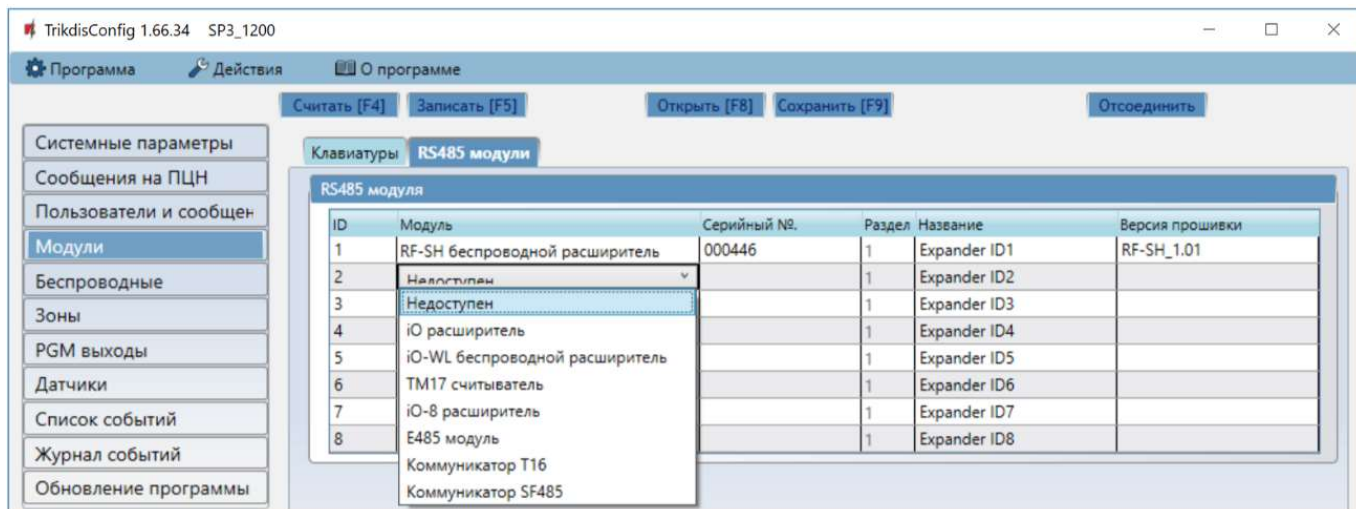 TrikdisConfig 1.66.34 SP3_1200
Программа Действия О программе
Считать [F4] Записать [F5] Открыть [F8] Сохранить [F9] Отсоединить
Системные параметры
Сообщения на ПЦН
Пользователи и сообщен
Модули
Беспроводные
Зоны
PGM выходы
Датчики
Список событий
Журнал событий
Обновление программы
Клавиатуры RS485 модули
RS485 модуля
ID Модуль Серийный №. Раздел Название Версия прошивки
1 RF-SH беспроводной расширитель 000446 1 Expander ID1 RF-SH_1.01
2 Недоступен 1 Expander ID2
3 Недоступен 1 Expander ID3
4 iO расширитель 1 Expander ID4
5 iO-WL беспроводной расширитель 1 Expander ID5
6 TM17 считыватель 1 Expander ID6
7 iO-8 расширитель 1 Expander ID7
8 E485 модуль 1 Expander ID8
Коммуникатор T16
Коммуникатор SF485